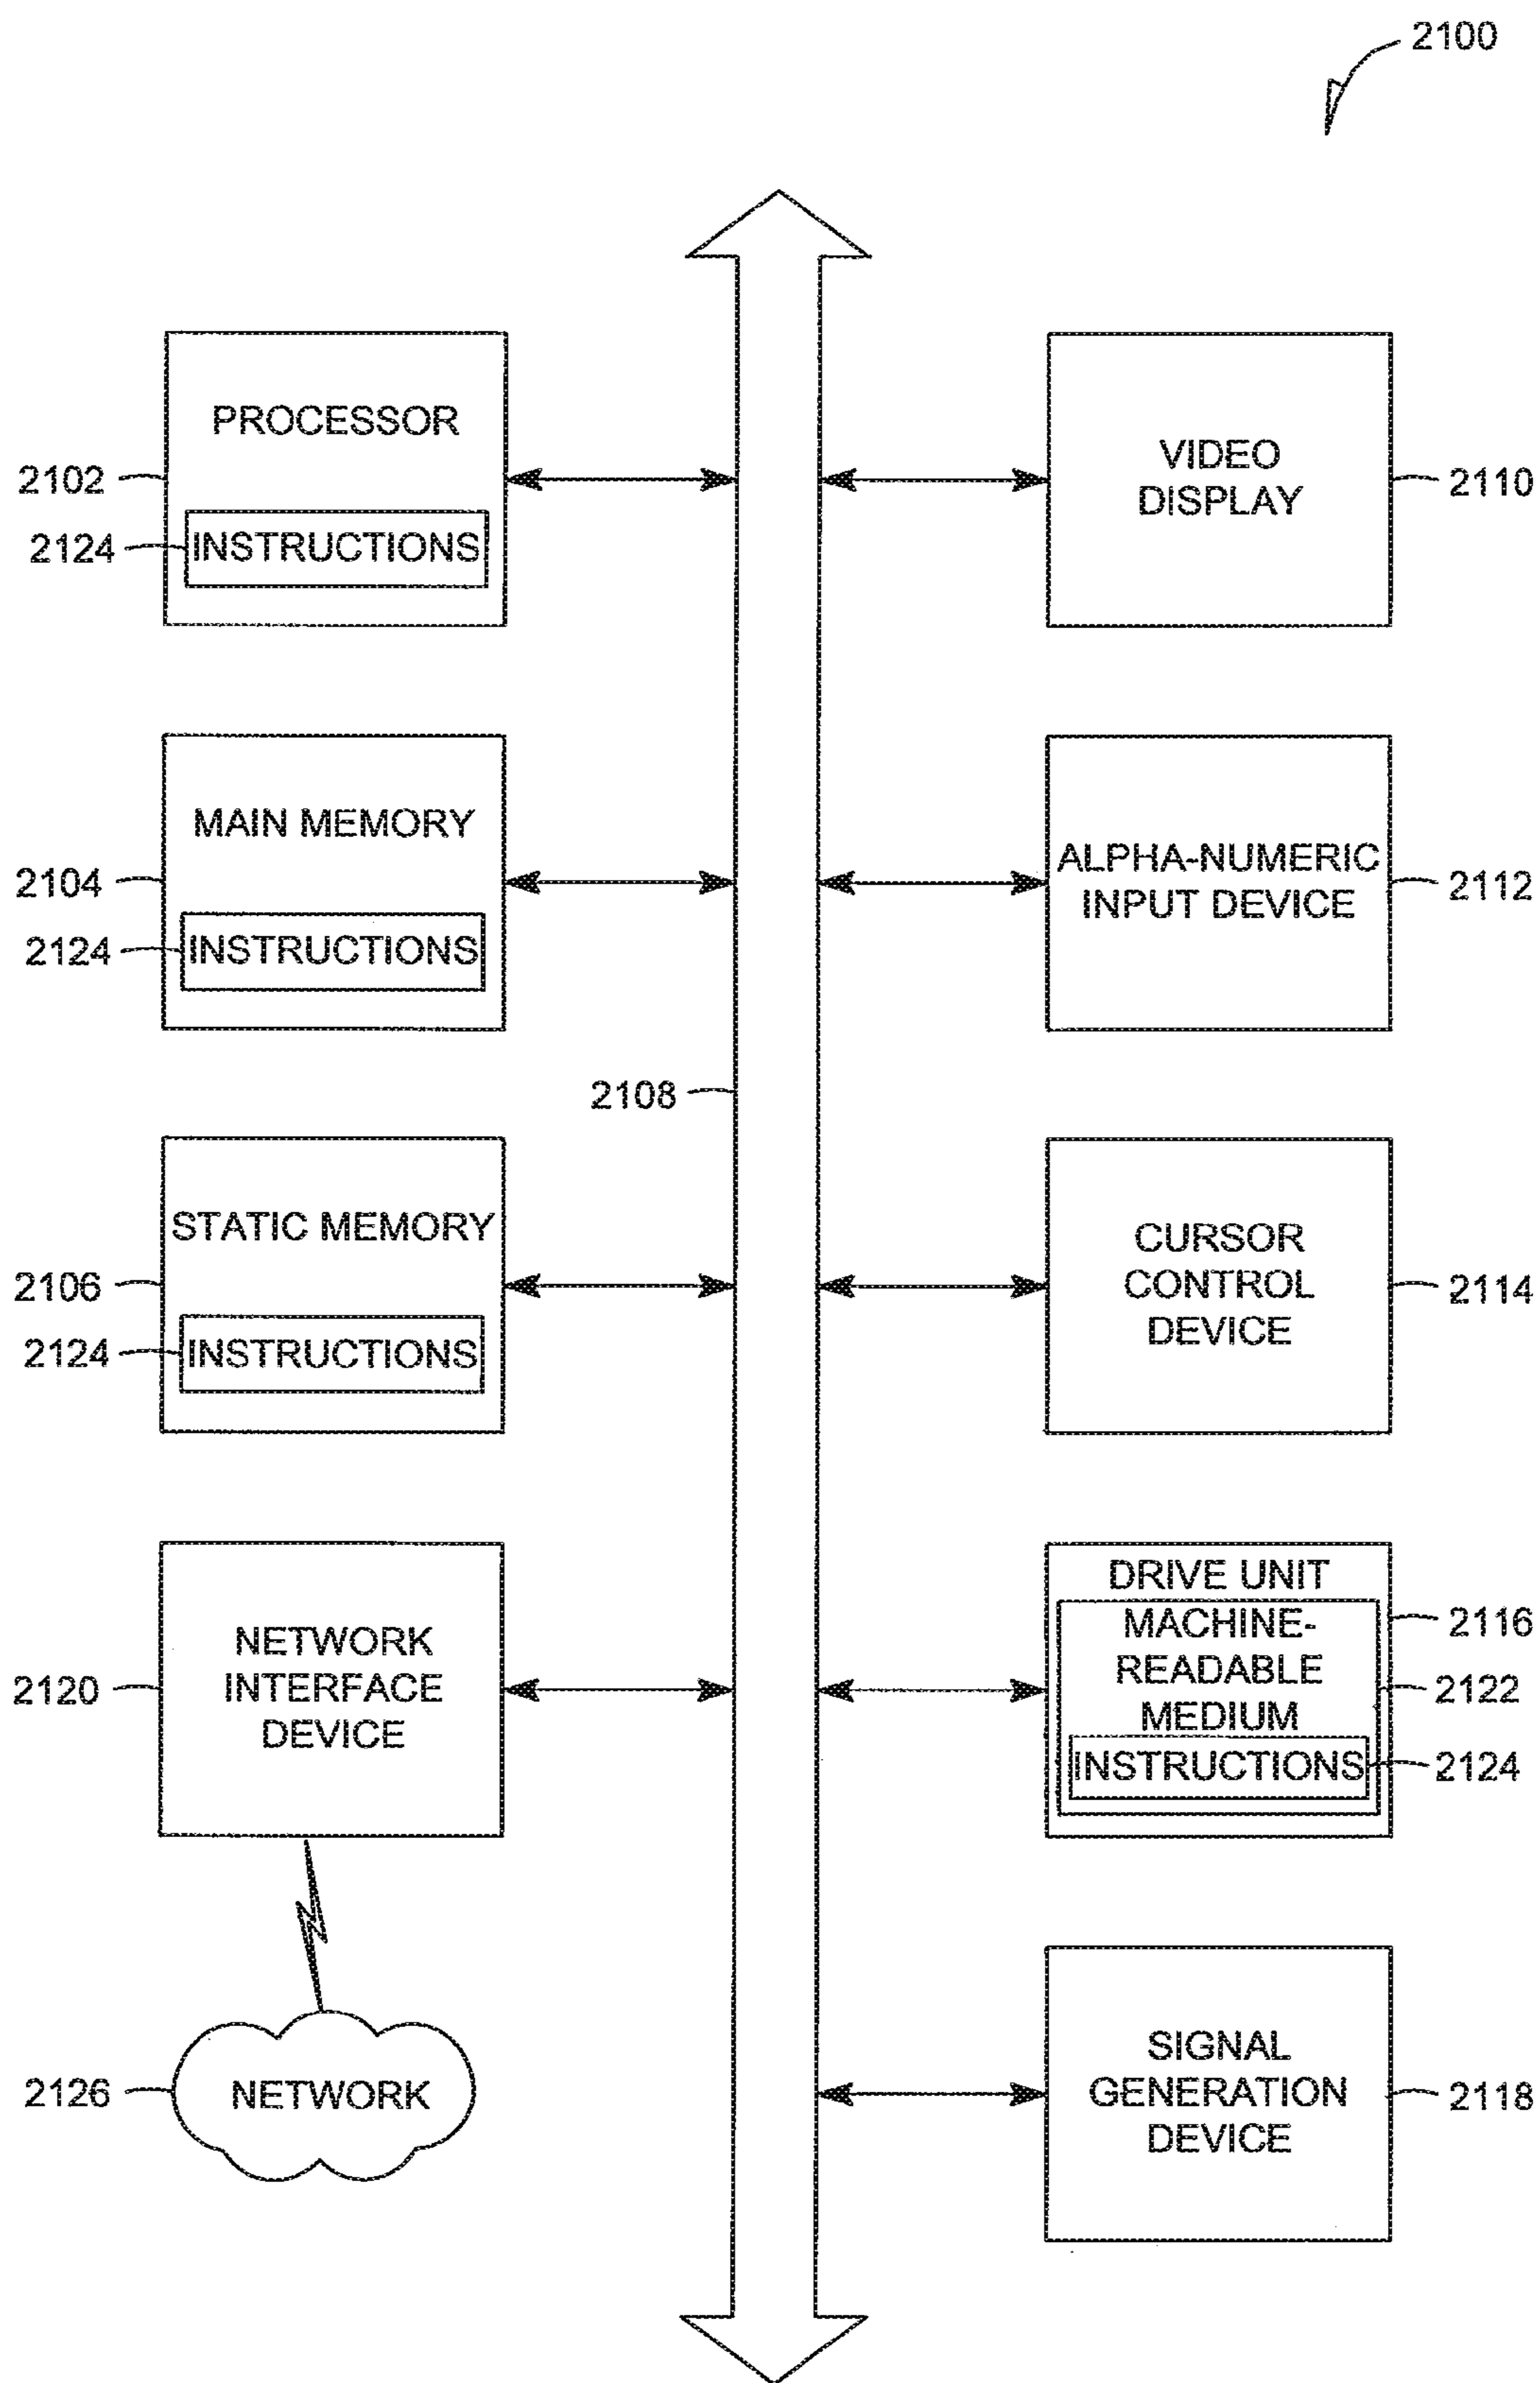 2100
PROCESSOR
2102
2124
INSTRUCTIONS
VIDEO
DISPLAY
2110
MAIN MEMORY
2104
2124
INSTRUCTIONS
ALPHA-NUMERIC
INPUT DEVICE
2112
2108
STATIC MEMORY
2106
2124
INSTRUCTIONS
CURSOR
CONTROL
DEVICE
2114
NETWORK
INTERFACE
DEVICE
2120
DRIVE UNIT
2116
MACHINE-
READABLE
MEDIUM
2122
INSTRUCTIONS
2124
2126
NETWORK
SIGNAL
GENERATION
DEVICE
2118